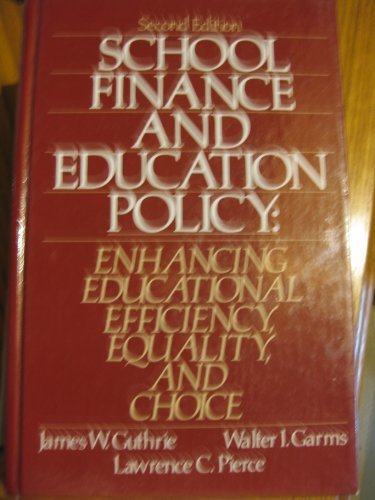 Second Edition
SCHOOL
FINANCE
AND
EDUCATION
POLICY:
ENHANCING
EDUCATIONAL
EFFICIENCY,
EQUALITY,
AND
CHOICE
James W. Guthrie Walter I. Garms
Lawrence C. Pierce